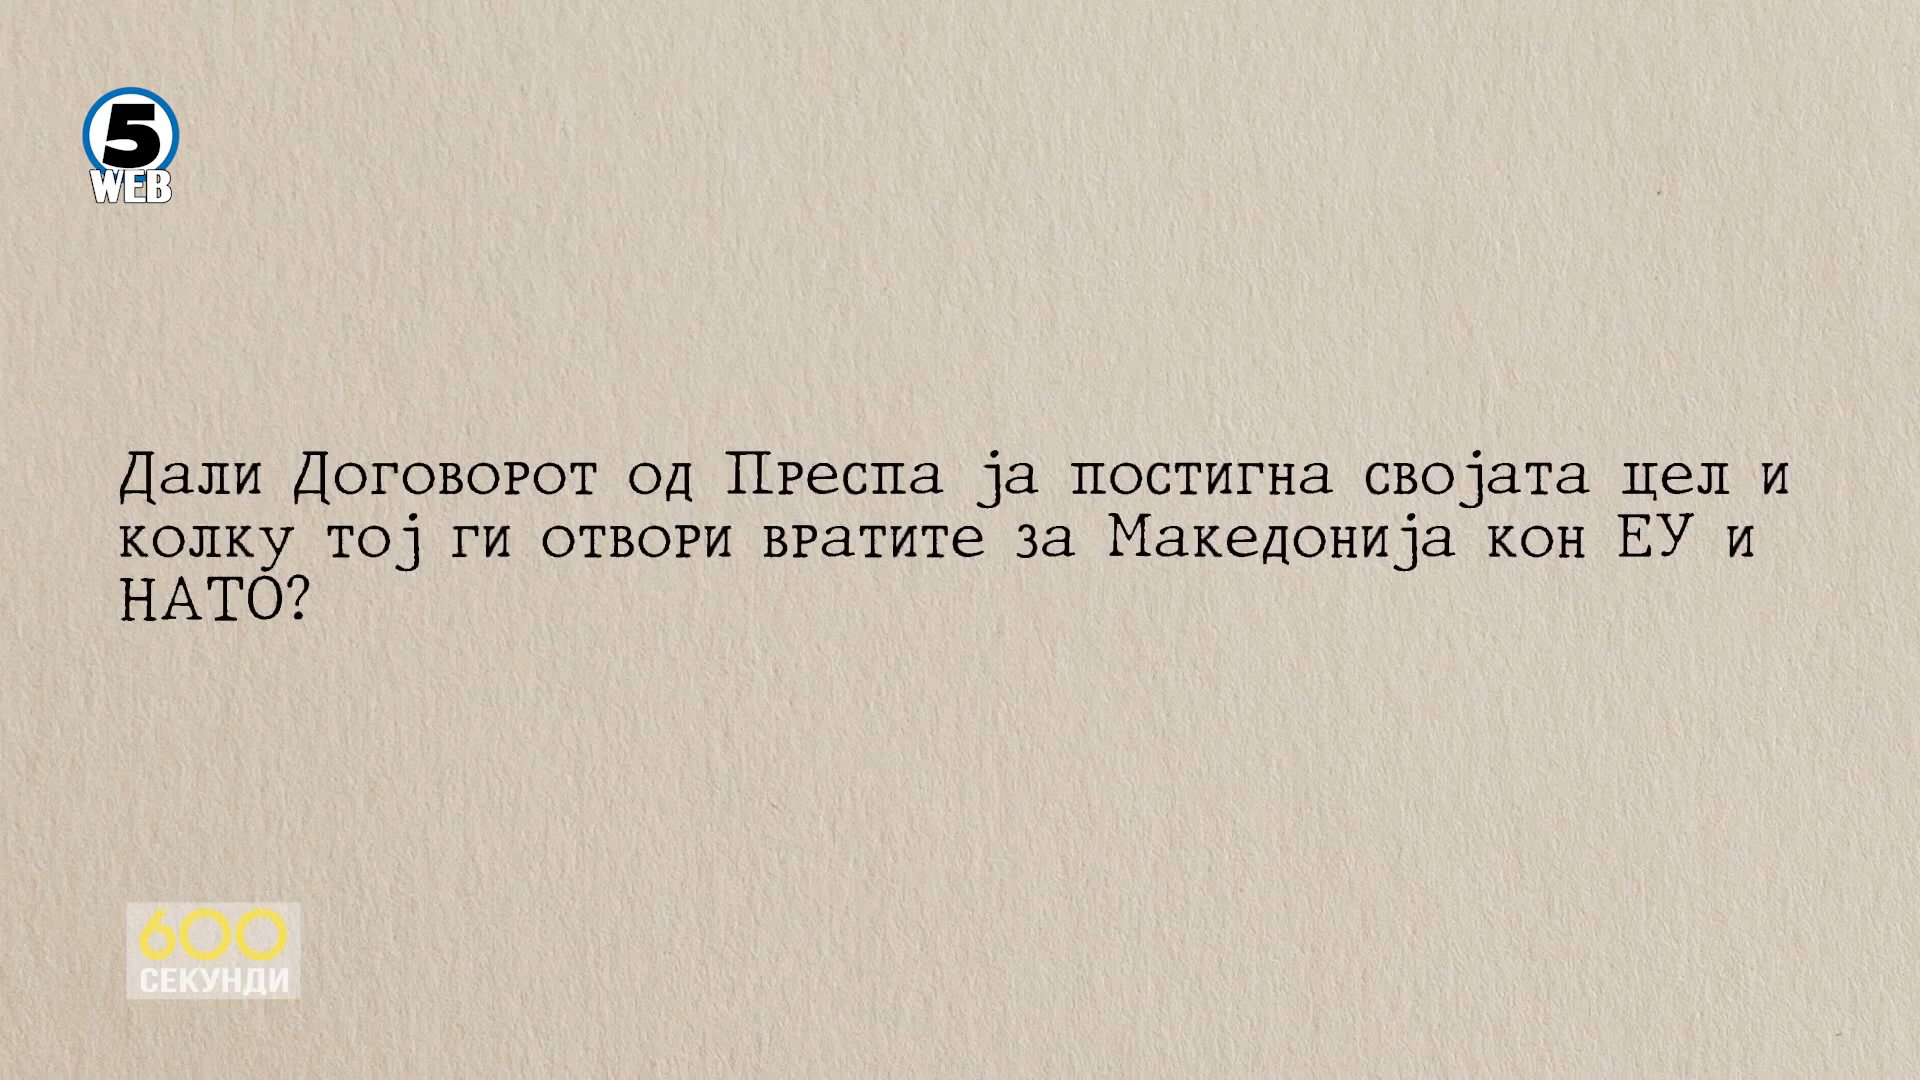 5
WEB
Дали Договорот од Преспа ја постигна својата цел и
колку тој ги отвори вратите за Македонија кон ЕУ и
НАТО?
600
СЕКУНДИ